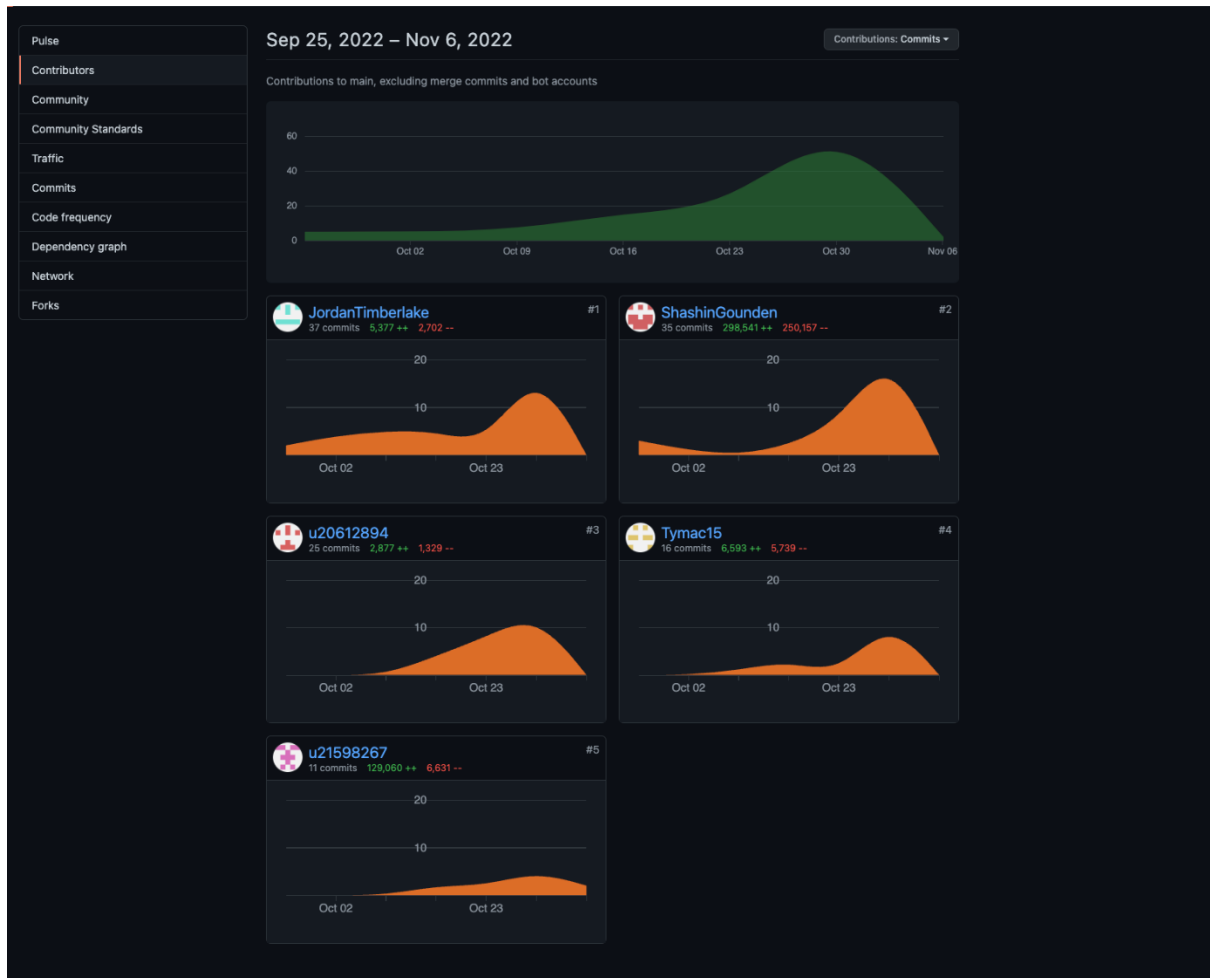 Pulse
Contributors
Community
Community Standards
Traffic
Commits
Code frequency
Dependency graph
Network
Forks
Sep 25, 2022 – Nov 6, 2022
Contributions: Commits
Contributions to main, excluding merge commits and bot accounts
60
40
20
0
Oct 02 Oct 09 Oct 16 Oct 23 Oct 30 Nov 06
JordanTimberlake #1
37 commits 5,377 ++ 2,702 --
20
10
Oct 02 Oct 23
ShashinGounden #2
35 commits 298,541 ++ 250,157 --
20
10
Oct 02 Oct 23
u20612894 #3
25 commits 2,877 ++ 1,329 --
20
10
Oct 02 Oct 23
Tymac15 #4
16 commits 6,593 ++ 5,739 --
20
10
Oct 02 Oct 23
u21598267 #5
11 commits 129,060 ++ 6,631 --
20
10
Oct 02 Oct 23